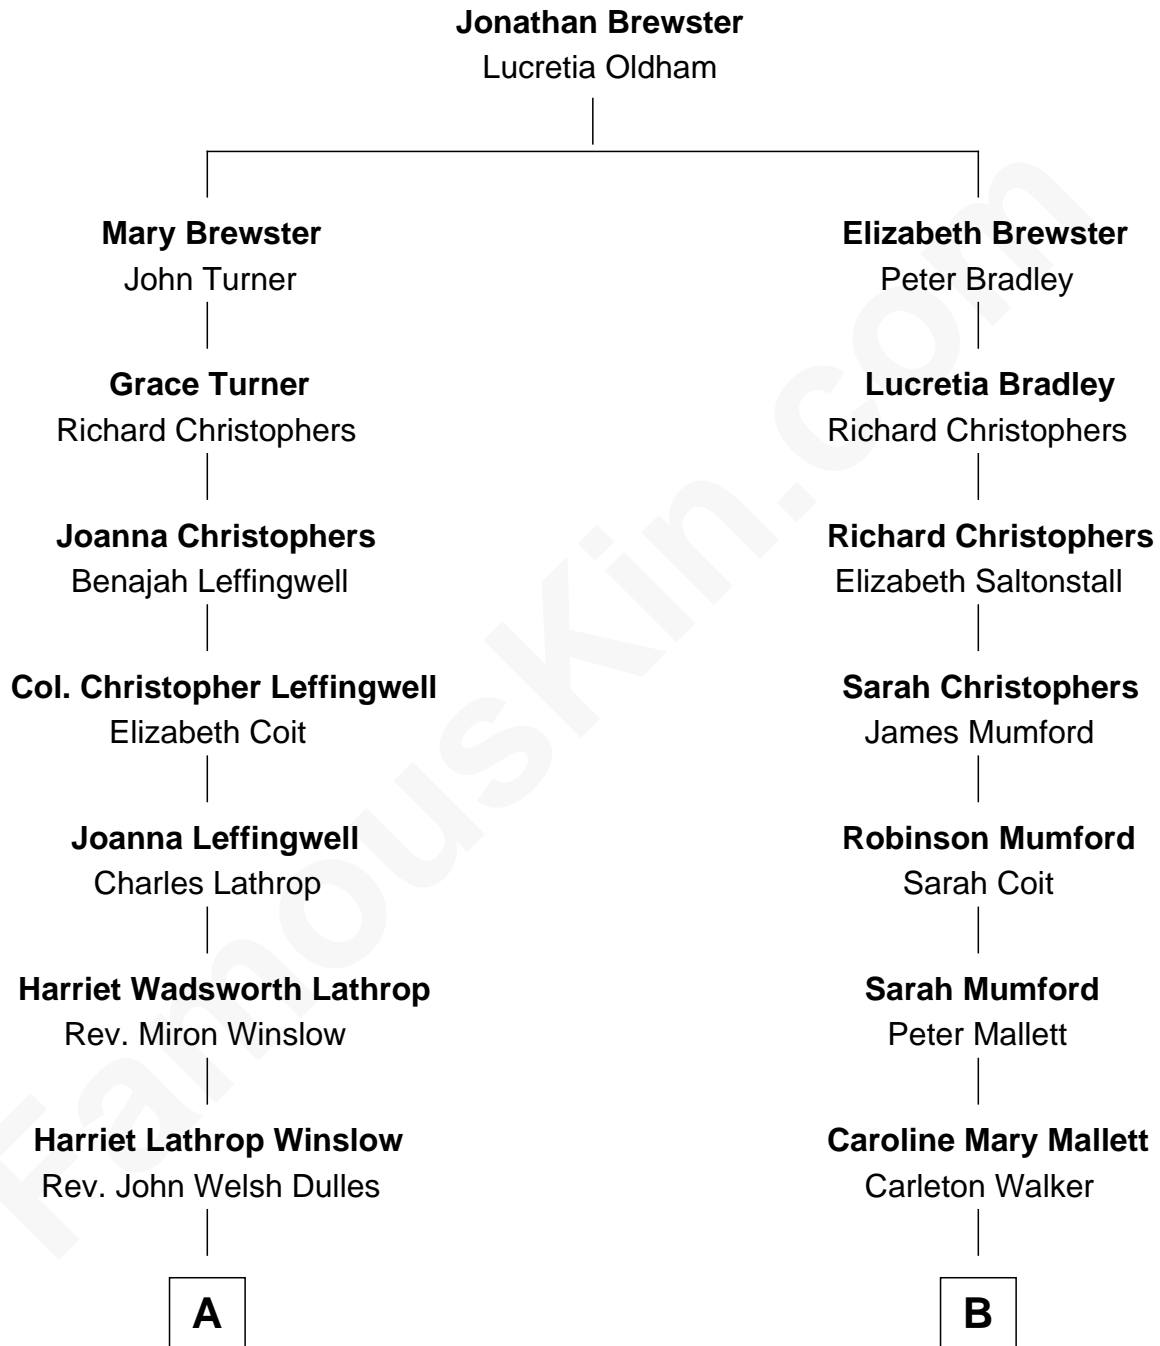 Jonathan Brewster
Lucretia Oldham
Mary Brewster
John Turner
Elizabeth Brewster
Peter Bradley
Grace Turner
Richard Christophers
Lucretia Bradley
Richard Christophers
Joanna Christophers
Benajah Leffingwell
Richard Christophers
Elizabeth Saltonstall
Col. Christopher Leffingwell
Elizabeth Coit
Sarah Christophers
James Mumford
Joanna Leffingwell
Charles Lathrop
Robinson Mumford
Sarah Coit
Harriet Wadsworth Lathrop
Rev. Miron Winslow
Sarah Mumford
Peter Mallett
Harriet Lathrop Winslow
Rev. John Welsh Dulles
Caroline Mary Mallett
Carleton Walker
A
B
FamousKin.com